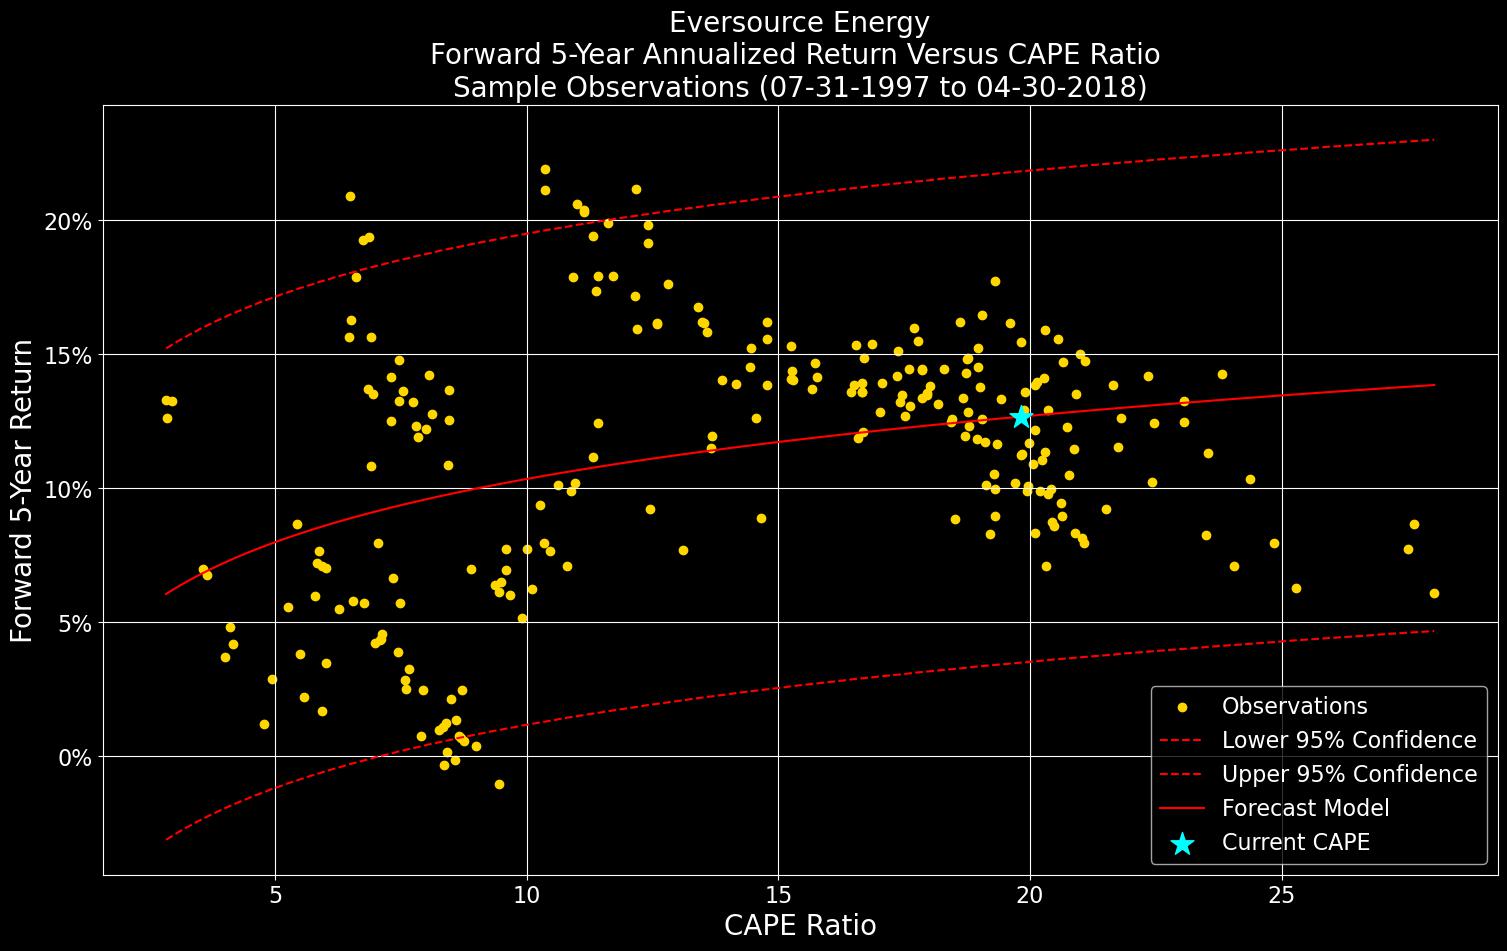 Eversource Energy
Forward 5-Year Annualized Return Versus CAPE Ratio
Sample Observations (07-31-1997 to 04-30-2018)
Forward 5-Year Return
20%
15%
10%
5%
0%
5
10
15
20
25
CAPE Ratio
Observations
Lower 95% Confidence
Upper 95% Confidence
Forecast Model
Current CAPE